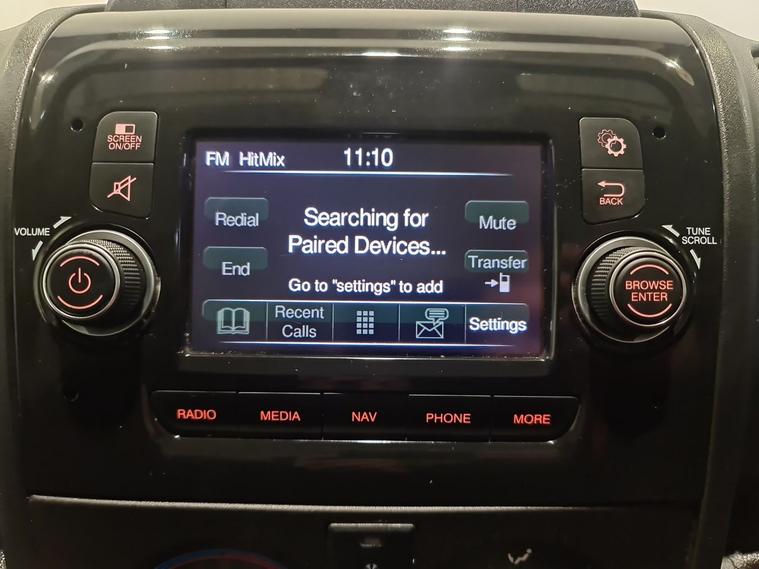 SCREEN
ON/OFF
FM HitMix 11:10
BACK
VOLUME
TUNE
SCROLL
Redial
Searching for
Paired Devices...
Mute
End
Transfer
Go to "settings" to add
BROWSE
ENTER
Recent
Calls
Settings
RADIO
MEDIA
NAV
PHONE
MORE